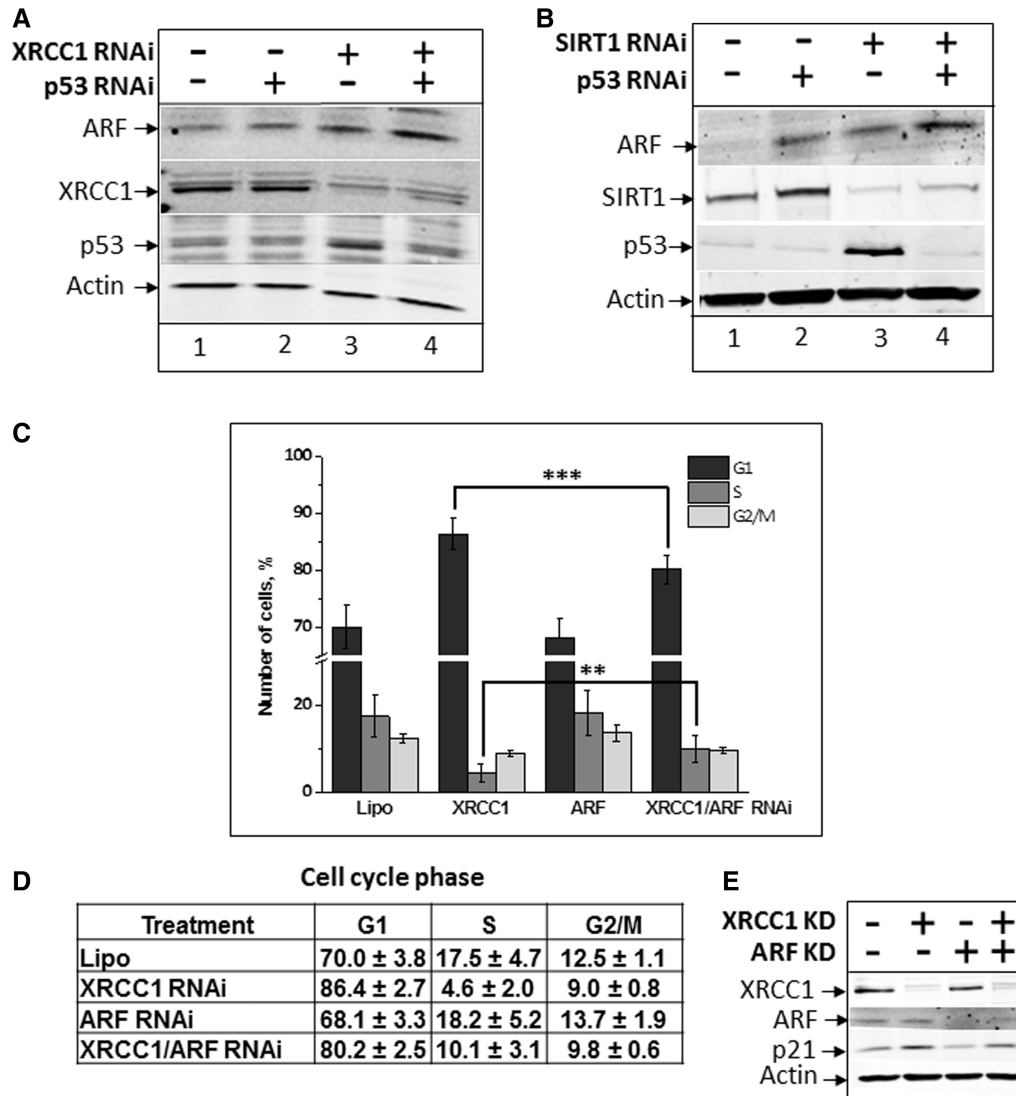 A
XRCC1 RNAi - - + +
p53 RNAi - + - +
ARF
XRCC1
p53
Actin
1 2 3 4
B
SIRT1 RNAi - - + +
p53 RNAi - + - +
ARF
SIRT1
p53
Actin
1 2 3 4
C
Number of cells, %
100
90
80
70
20
0
***
**
G1
S
G2/M
Lipo XRCC1 ARF XRCC1/ARF RNAi
D
Cell cycle phase
Treatment G1 S G2/M
Lipo 70.0 ± 3.8 17.5 ± 4.7 12.5 ± 1.1
XRCC1 RNAi 86.4 ± 2.7 4.6 ± 2.0 9.0 ± 0.8
ARF RNAi 68.1 ± 3.3 18.2 ± 5.2 13.7 ± 1.9
XRCC1/ARF RNAi 80.2 ± 2.5 10.1 ± 3.1 9.8 ± 0.6
E
XRCC1 KD - + - +
ARF KD - - + +
XRCC1
ARF
p21
Actin